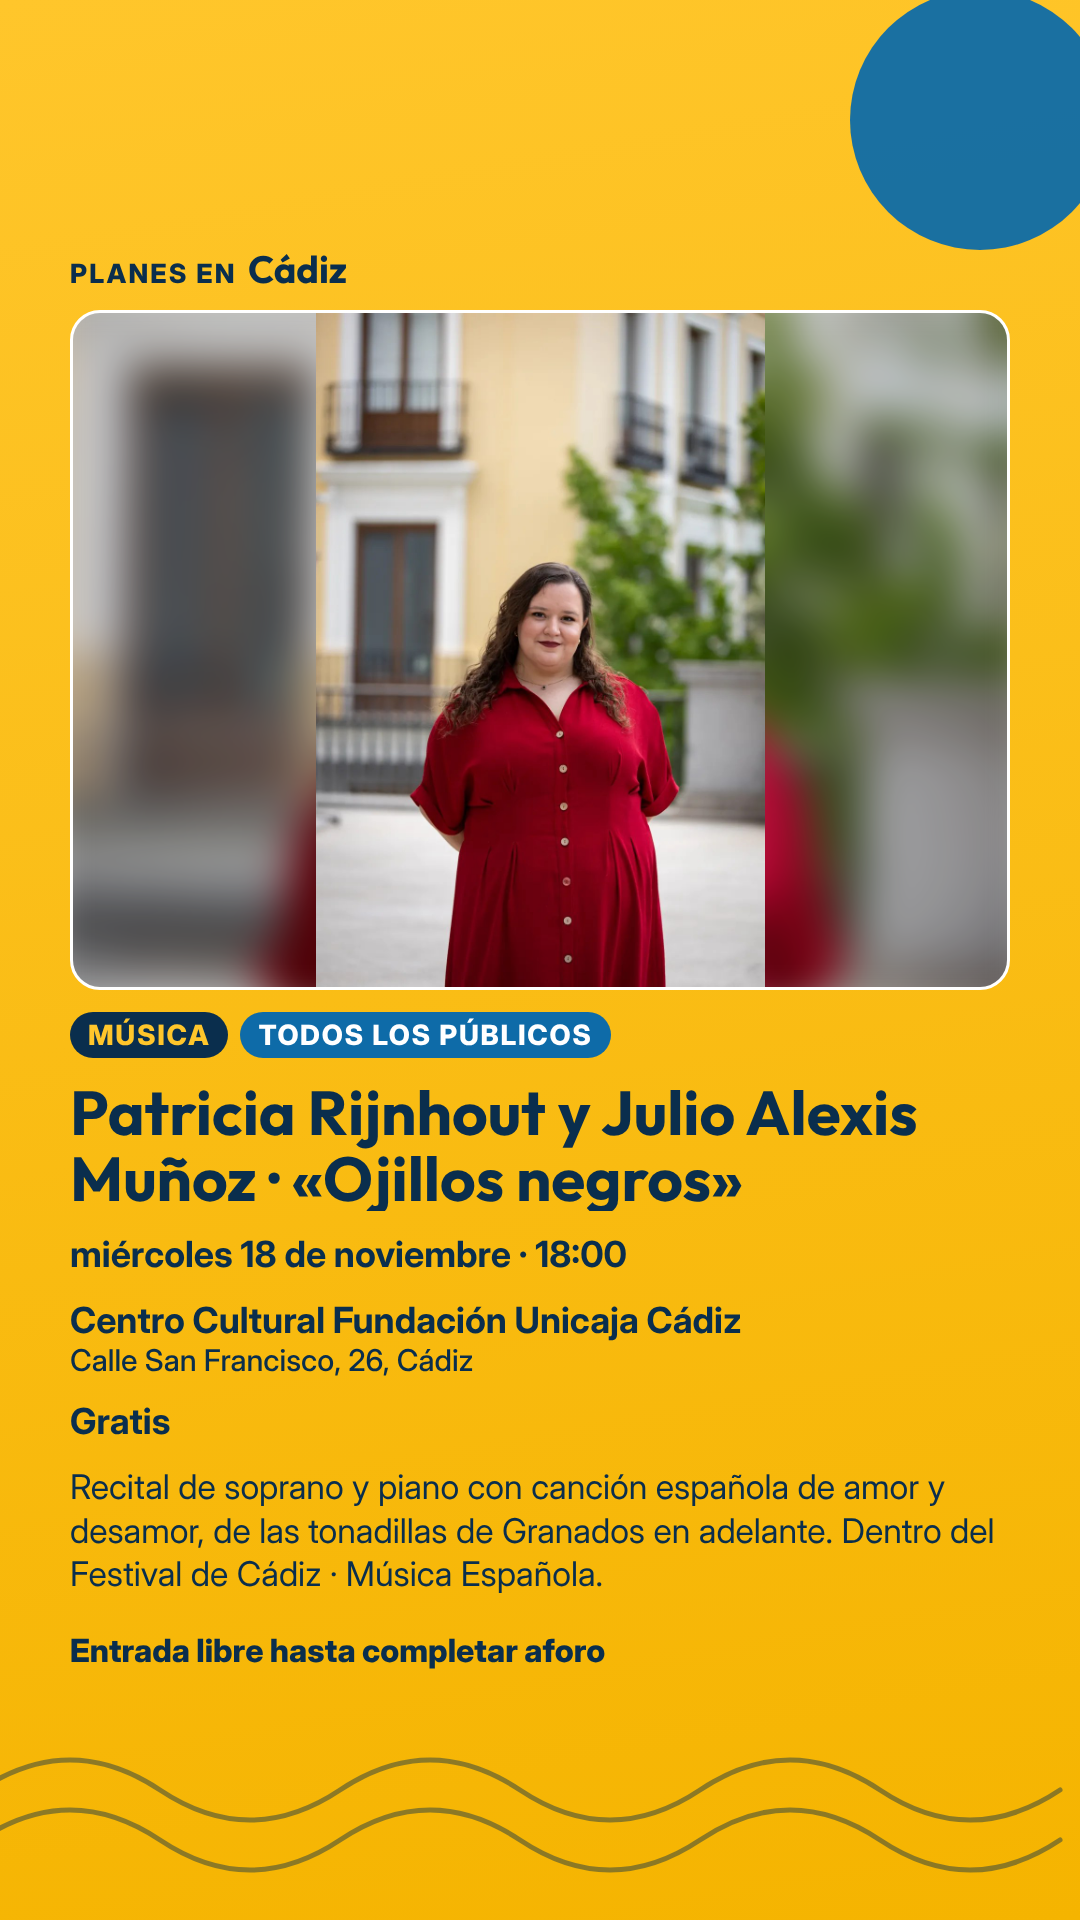 PLANES EN Cádiz
MÚSICA TODOS LOS PÚBLICOS
Patricia Rijnhout y Julio Alexis
Muñoz · «Ojillos negros»
miércoles 18 de noviembre · 18:00
Centro Cultural Fundación Unicaja Cádiz
Calle San Francisco, 26, Cádiz
Gratis
Recital de soprano y piano con canción española de amor y
desamor, de las tonadillas de Granados en adelante. Dentro del
Festival de Cádiz · Música Española.
Entrada libre hasta completar aforo